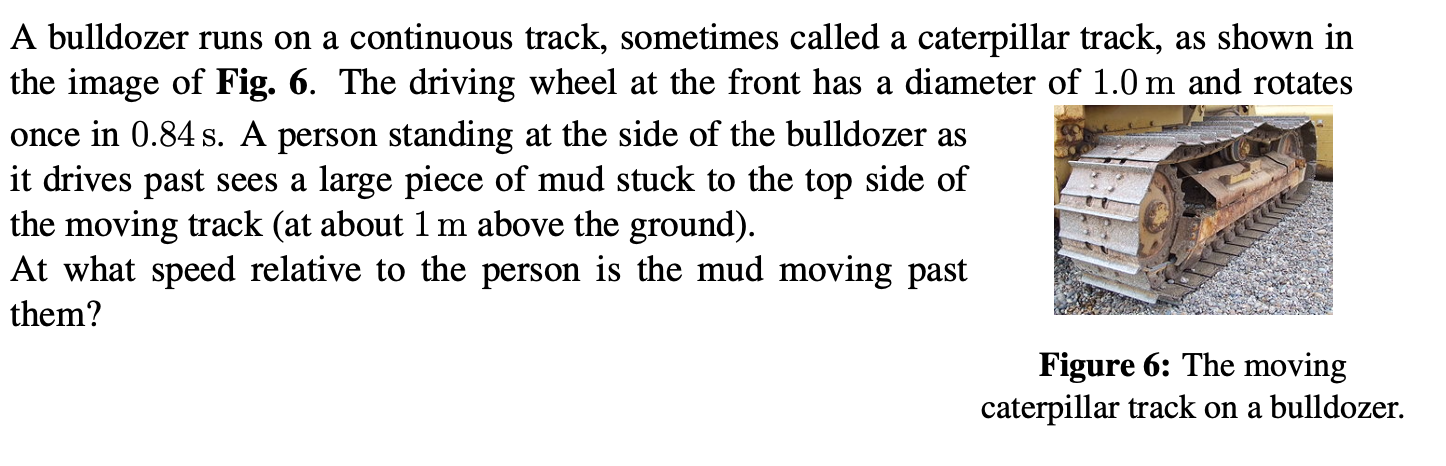 A bulldozer runs on a continuous track, sometimes called a caterpillar track, as shown in
the image of Fig. 6. The driving wheel at the front has a diameter of 1.0 m and rotates
once in 0.84 s. A person standing at the side of the bulldozer as
it drives past sees a large piece of mud stuck to the top side of
the moving track (at about 1 m above the ground).
At what speed relative to the person is the mud moving past
them?
Figure 6: The moving
caterpillar track on a bulldozer.